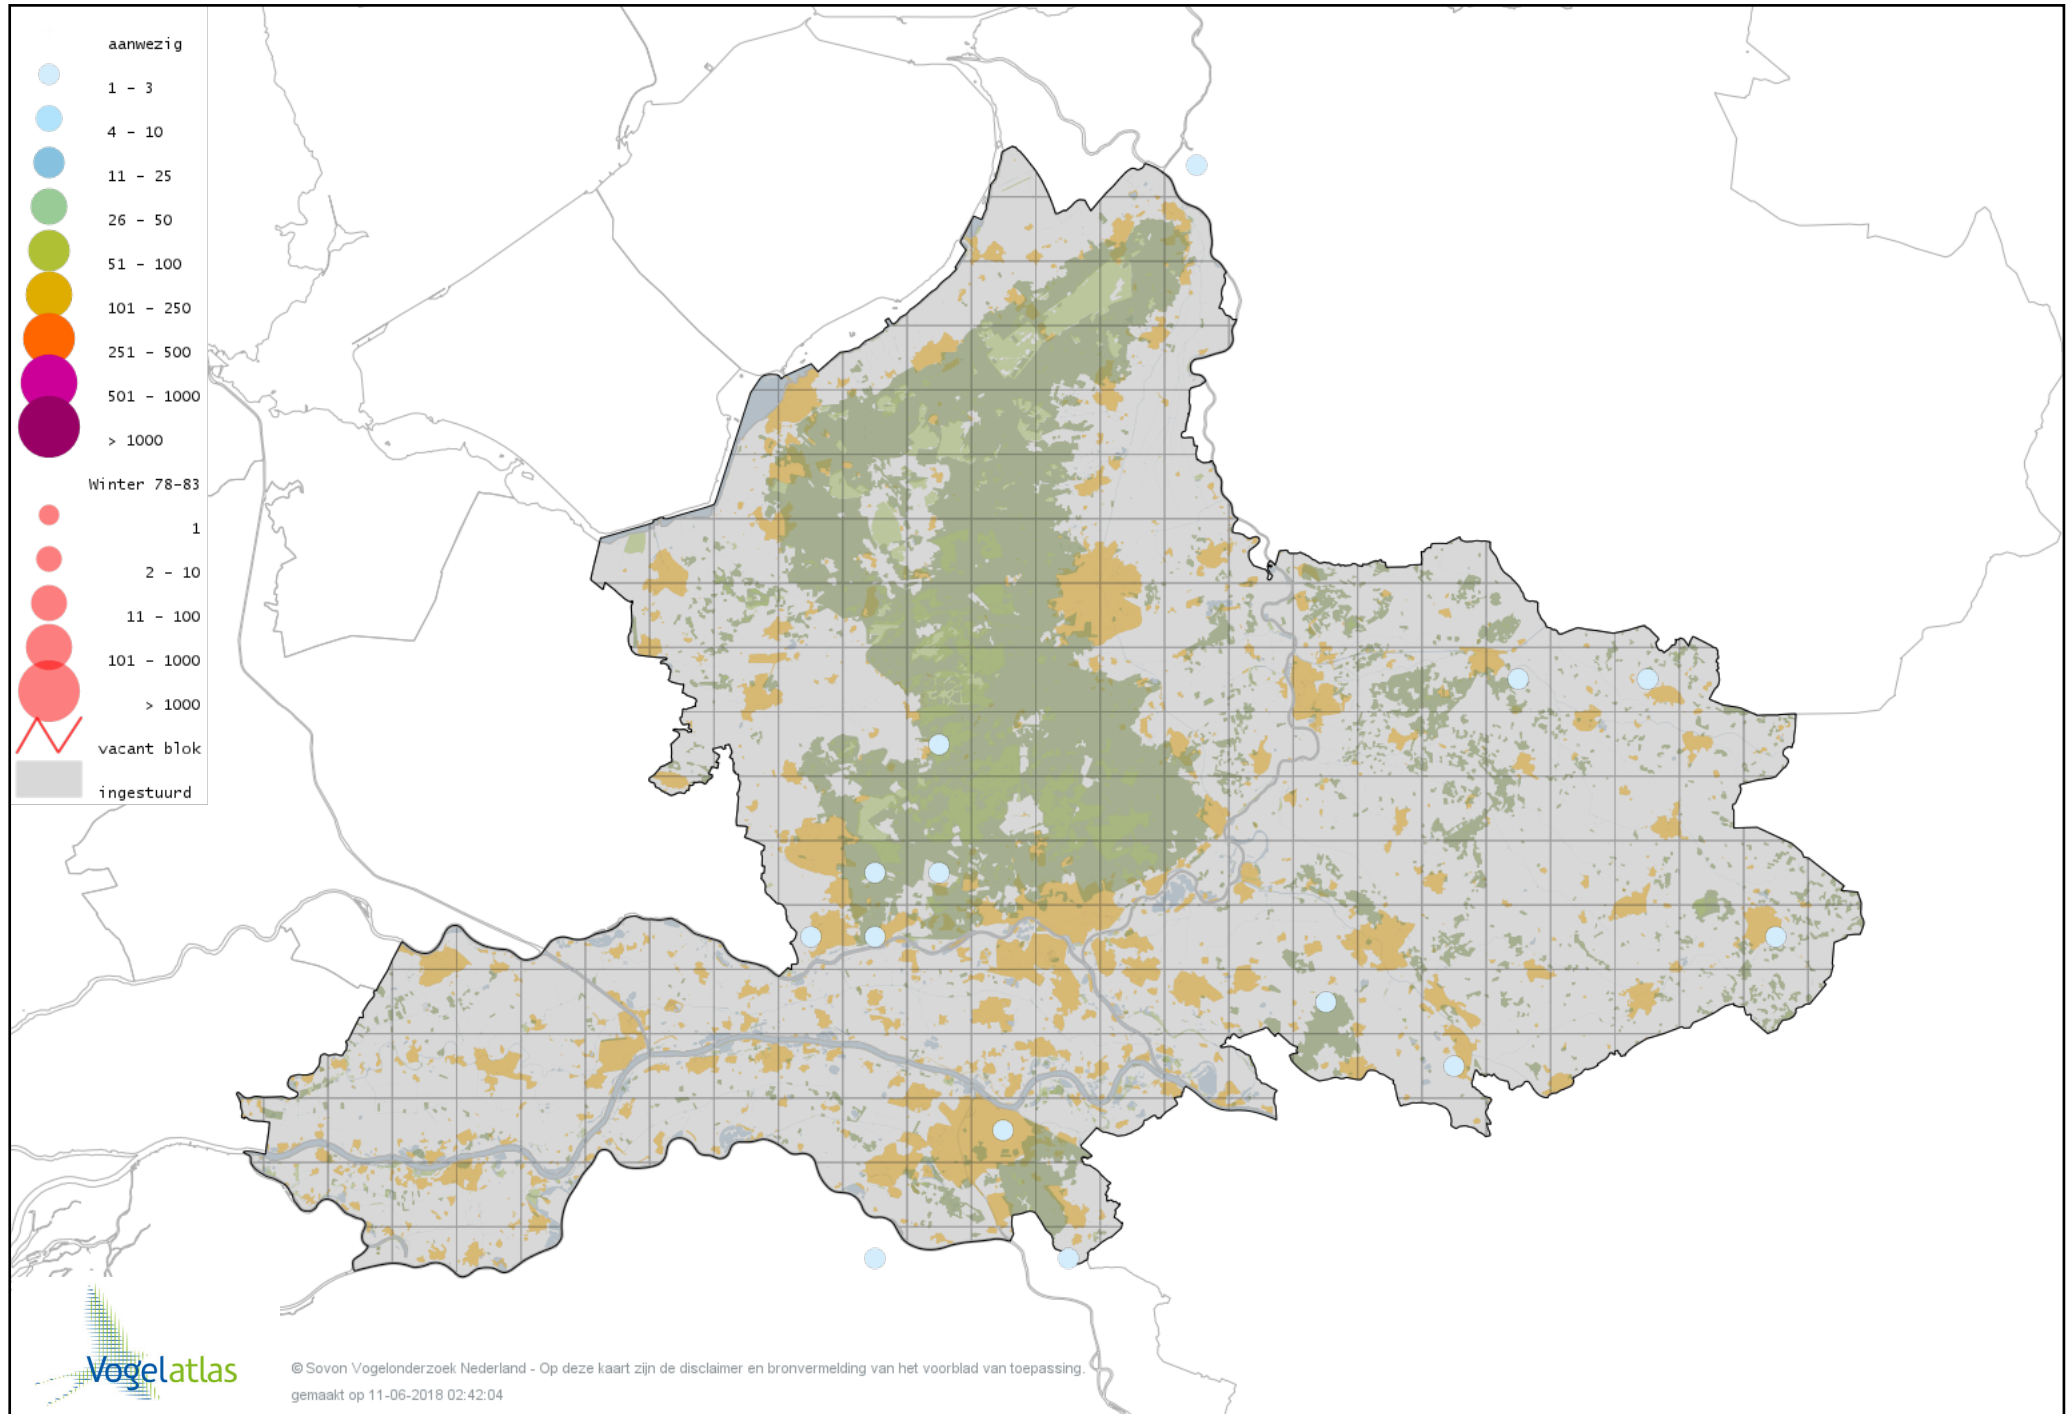 aanwezig
1 - 3
4 - 10
11 - 25
26 - 50
51 - 100
101 - 250
251 - 500
501 - 1000
> 1000
Winter 78-83
1
2 - 10
11 - 100
101 - 1000
> 1000
vacant blok
ingestuurd
Vogelatlas
© Sovon Vogelonderzoek Nederland - Op deze kaart zijn de disclaimer en bronvermelding van het voorblad van toepassing.
gemaakt op 11-06-2018 02:42:04